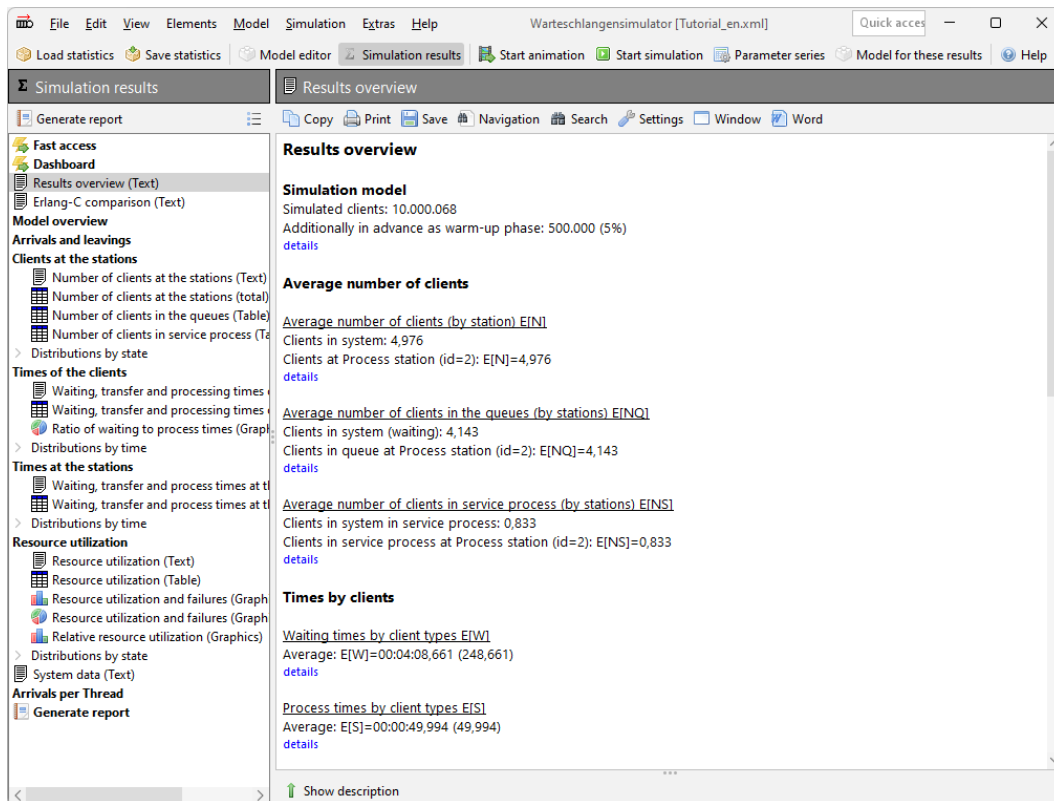 File Edit View Elements Model Simulation Extras Help Warteschlangensimulator [Tutorial_en.xml] Quick acces
Load statistics Save statistics Model editor Σ Simulation results Start animation Start simulation Parameter series Model for these results Help
Σ Simulation results
Results overview
Generate report
Copy Print Save Navigation Search Settings Window Word
Fast access
Dashboard
Results overview (Text)
Erlang-C comparison (Text)
Model overview
Arrivals and leavings
Clients at the stations
Number of clients at the stations (Text)
Number of clients at the stations (total)
Number of clients in the queues (Table)
Number of clients in service process (Ta
Distributions by state
Times of the clients
Waiting, transfer and processing times
Waiting, transfer and processing times
Ratio of waiting to process times (Grap
Distributions by time
Times at the stations
Waiting, transfer and process times at
Waiting, transfer and process times at
Distributions by time
Resource utilization
Resource utilization (Text)
Resource utilization (Table)
Resource utilization and failures (Graph
Resource utilization and failures (Graph
Relative resource utilization (Graphics)
Distributions by state
System data (Text)
Arrivals per Thread
Generate report
Results overview
Simulation model
Simulated clients: 10.000.068
Additionally in advance as warm-up phase: 500.000 (5%)
details
Average number of clients
Average number of clients (by station) E[N]
Clients in system: 4,976
Clients at Process station (id=2): E[N]=4,976
details
Average number of clients in the queues (by stations) E[NQ]
Clients in system (waiting): 4,143
Clients in queue at Process station (id=2): E[NQ]=4,143
details
Average number of clients in service process (by stations) E[NS]
Clients in system in service process: 0,833
Clients in service process at Process station (id=2): E[NS]=0,833
details
Times by clients
Waiting times by client types E[W]
Average: E[W]=00:04:08,661 (248,661)
details
Process times by client types E[S]
Average: E[S]=00:00:49,994 (49,994)
details
Show description